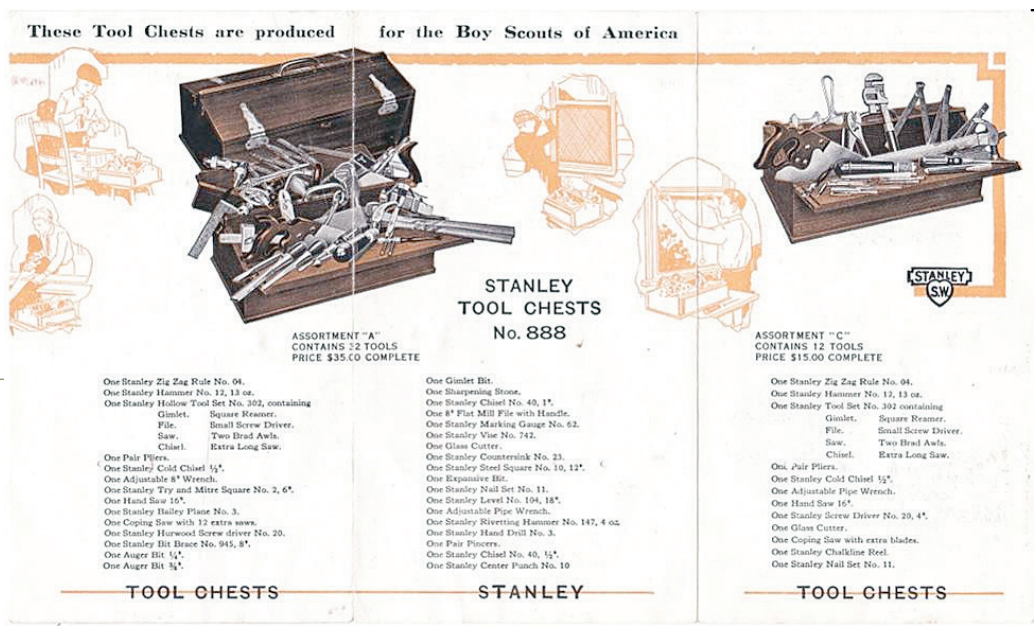 These Tool Chests are produced for the Boy Scouts of America
STANLEY
TOOL CHESTS
No. 888
ASSORTMENT "A"
CONTAINS 32 TOOLS
PRICE $35.00 COMPLETE
One Stanley Zig Zag Rule No. 04.
One Stanley Hammer No. 12, 13 oz.
One Stanley Hollow Tool Set No. 302, containing
Gimlet. Square Reamer.
File. Small Screw Driver.
Saw. Two Brad Awls.
Chisel. Extra Long Saw.
One Pair Pliers.
One Stanley Cold Chisel ½".
One Adjustable 8" Wrench.
One Stanley Try and Mitre Square No. 2, 6".
One Hand Saw 16".
One Stanley Bailey Plane No. 3.
One Coping Saw with 12 extra saws.
One Stanley Hurwood Screw driver No. 20.
One Stanley Bit Brace No. 945, 8".
One Auger Bit ¼".
One Auger Bit ¾".
One Gimlet Bit.
One Sharpening Stone.
One Stanley Chisel No. 40, 1".
One 8" Flat Mill File with Handle.
One Stanley Marking Gauge No. 62.
One Stanley Vise No. 742.
One Glass Cutter.
One Stanley Countersink No. 23.
One Stanley Steel Square No. 10, 12".
One Expansive Bit.
One Stanley Nail Set No. 11.
One Stanley Level No. 104, 18".
One Adjustable Pipe Wrench.
One Stanley Rivetting Hammer No. 147, 4 oz.
One Stanley Hand Drill No. 3.
One Pair Pincers.
One Stanley Chisel No. 40, ½".
One Stanley Center Punch No. 10
STANLEY
S.W.
ASSORTMENT "C"
CONTAINS 12 TOOLS
PRICE $15.00 COMPLETE
One Stanley Zig Zag Rule No. 04.
One Stanley Hammer No. 12, 13 oz.
One Stanley Tool Set No. 302 containing
Gimlet. Square Reamer.
File. Small Screw Driver.
Saw. Two Brad Awls.
Chisel. Extra Long Saw.
One Pair Pliers.
One Stanley Cold Chisel ½".
One Adjustable Pipe Wrench.
One Hand Saw 16".
One Stanley Screw Driver No. 20, 4".
One Glass Cutter.
One Coping Saw with extra blades.
One Stanley Chalkline Reel.
One Stanley Nail Set No. 11.
TOOL CHESTS STANLEY TOOL CHESTS